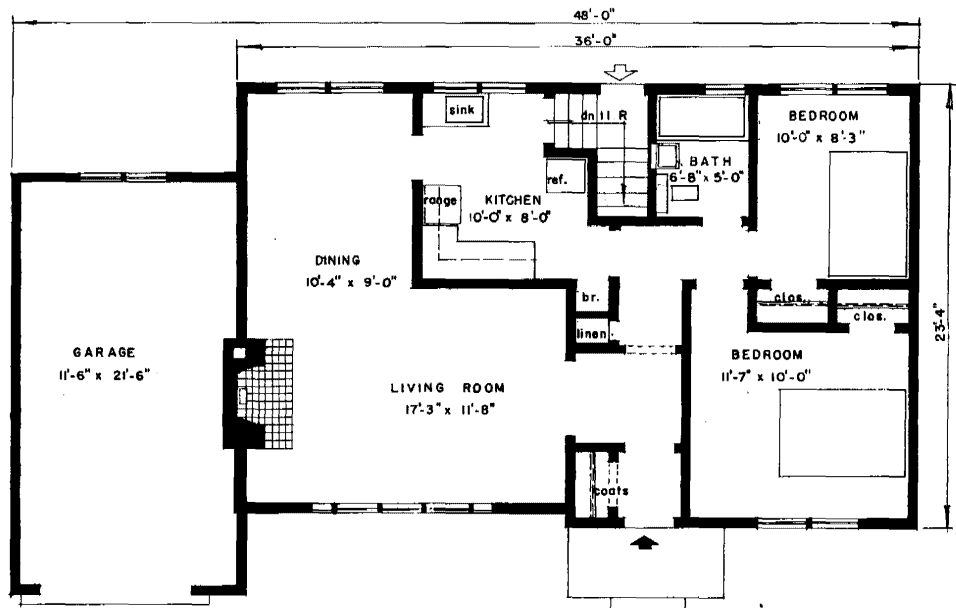 48'-0"
36'-0"
sink
dn 11 R
BEDROOM
10'-0" x 8'-3"
BATH
6'-8" x 5'-0"
ref.
range
KITCHEN
10'-0" x 8'-0"
DINING
10'-4" x 9'-0"
br.
clos.
clos.
linen
23'-4"
GARAGE
11'-6" x 21'-6"
BEDROOM
11'-7" x 10'-0"
LIVING ROOM
17'-3" x 11'-8"
coats